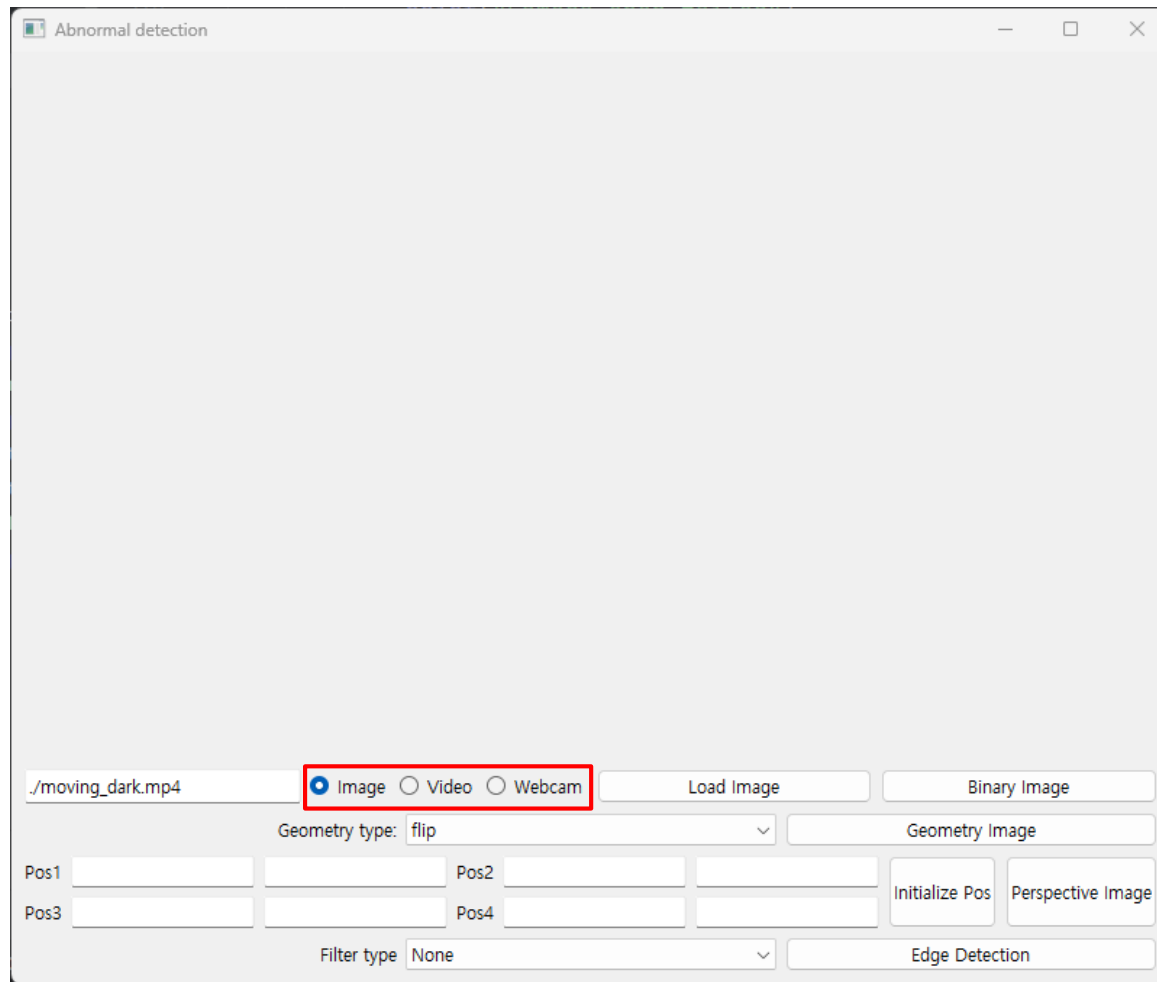 Abnormal detection
./moving_dark.mp4 Image Video Webcam Load Image Binary Image
Geometry type: flip Geometry Image
Pos1 Pos2 Initialize Pos Perspective Image
Pos3 Pos4
Filter type None Edge Detection